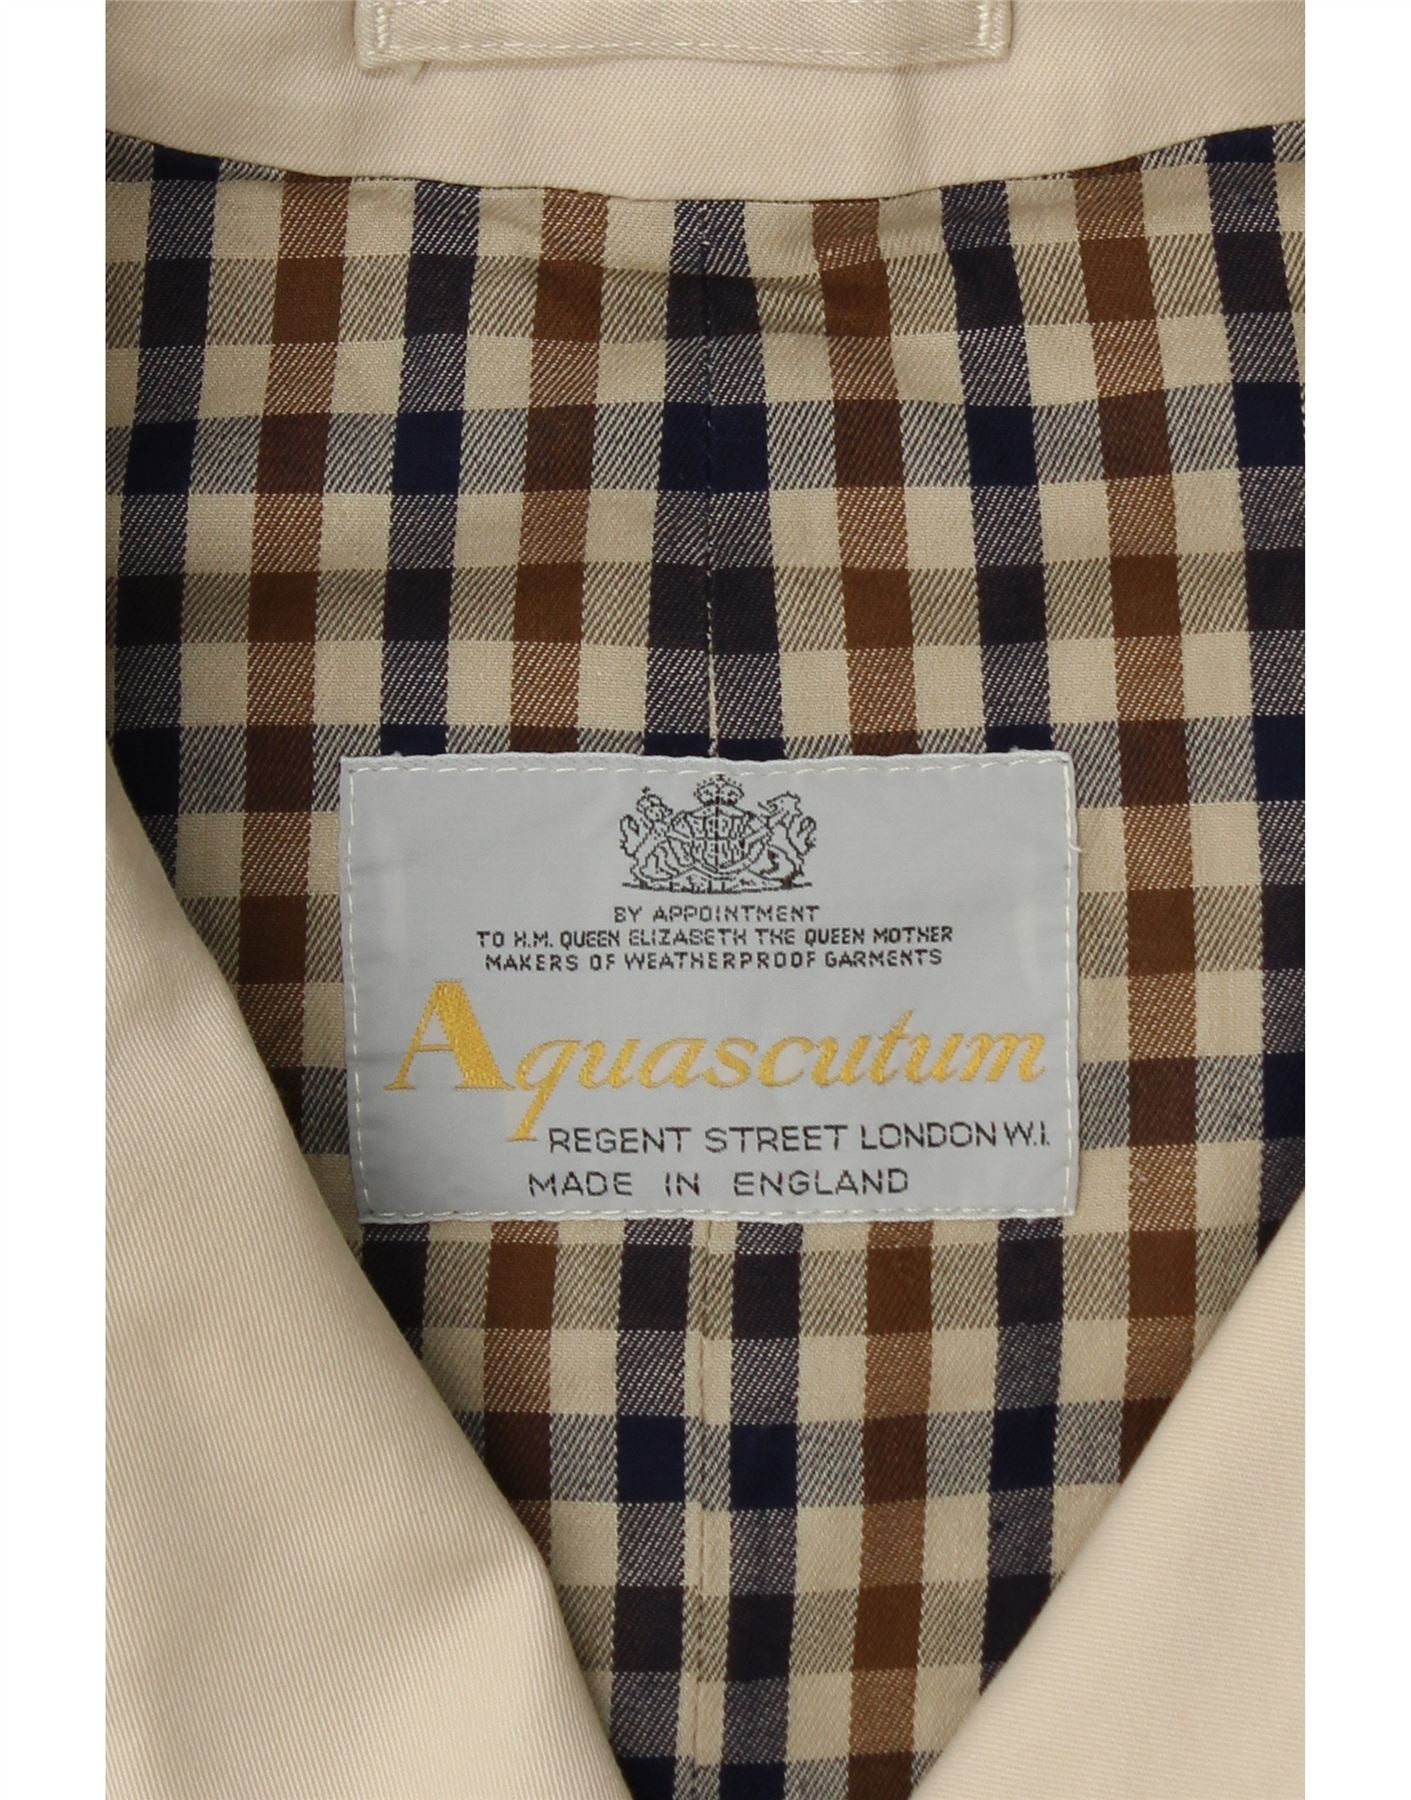 BY APPOINTMENT
TO H.M. QUEEN ELIZABETH THE QUEEN MOTHER
MAKERS OF WEATHERPROOF GARMENTS
Aquascutum
REGENT STREET LONDON W.I.
MADE IN ENGLAND